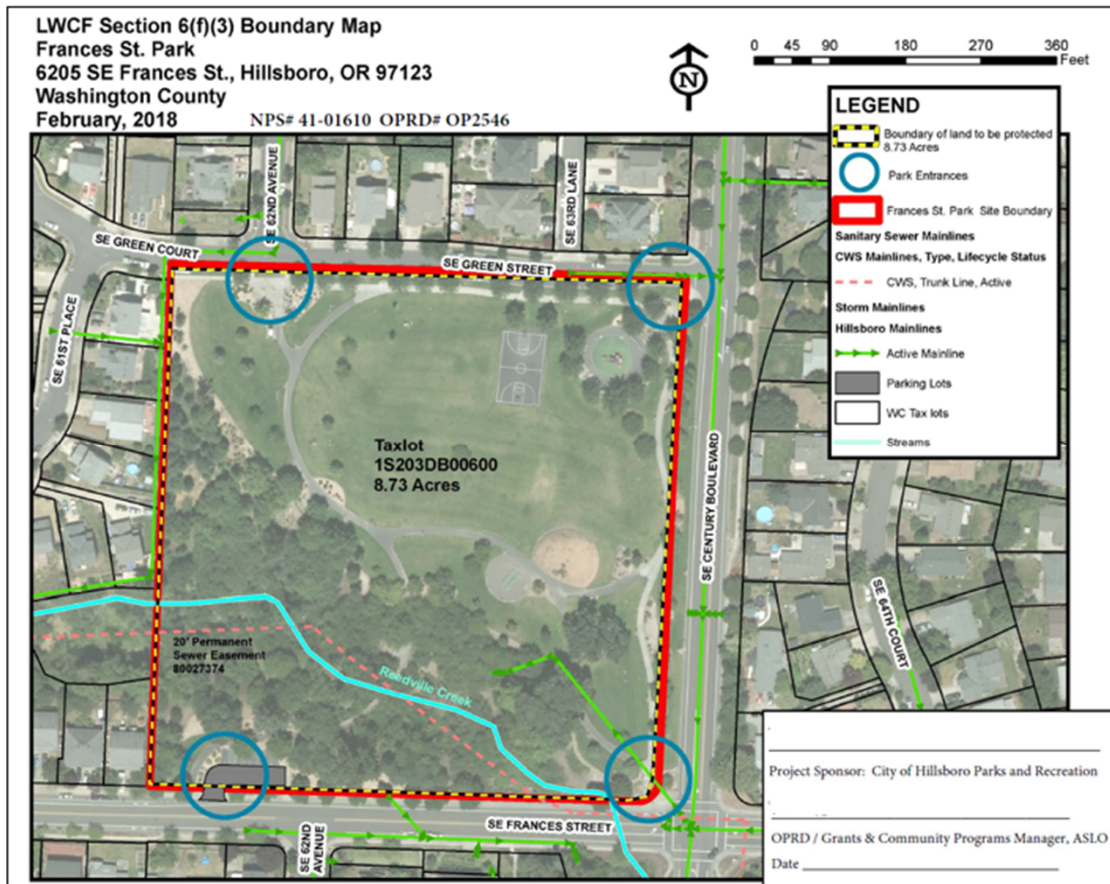 LWCF Section 6(f)(3) Boundary Map
Frances St. Park
6205 SE Frances St., Hillsboro, OR 97123
Washington County
February, 2018 NPS# 41-01610 OPRD# OP2546
N
0 45 90 180 270 360
Feet
LEGEND
Boundary of land to be protected
8.73 Acres
Park Entrances
Frances St. Park Site Boundary
Sanitary Sewer Mainlines
CWS Mainlines, Type, Lifecycle Status
CWS, Trunk Line, Active
Storm Mainlines
Hillsboro Mainlines
Active Mainline
Parking Lots
WC Tax lots
Streams
SE 62ND AVENUE
SE 63RD LANE
SE GREEN COURT
SE GREEN STREET
SE 61ST PLACE
Taxlot
1S203DB00600
8.73 Acres
SE CENTURY BOULEVARD
SE 64TH COURT
20' Permanent
Sewer Easement
80027374
Reedville Creek
SE FRANCES STREET
SE 62ND
AVENUE
Project Sponsor: City of Hillsboro Parks and Recreation
OPRD / Grants & Community Programs Manager, ASLO
Date